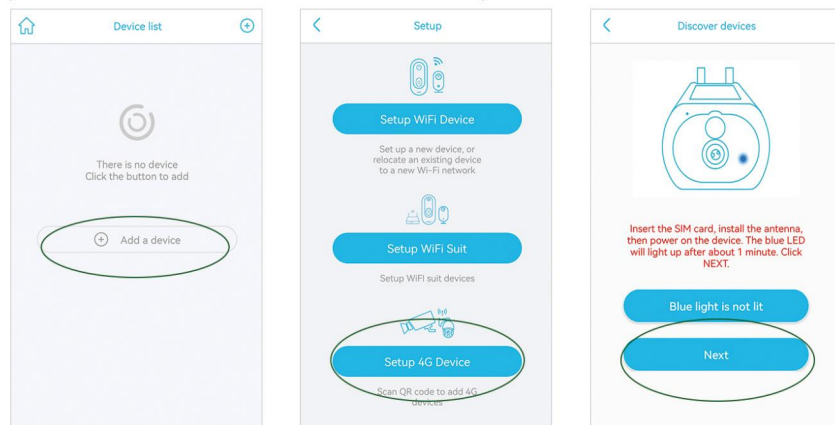 Device list
There is no device
Click the button to add
Add a device
Setup
Setup WiFi Device
Set up a new device, or
relocate an existing device
to a new Wi-Fi network
Setup WiFi Suit
Setup WiFI suit devices
Setup 4G Device
Scan QR code to add 4G
devices
Discover devices
Insert the SIM card, install the antenna,
then power on the device. The blue LED
will light up after about 1 minute. Click
NEXT.
Blue light is not lit
Next